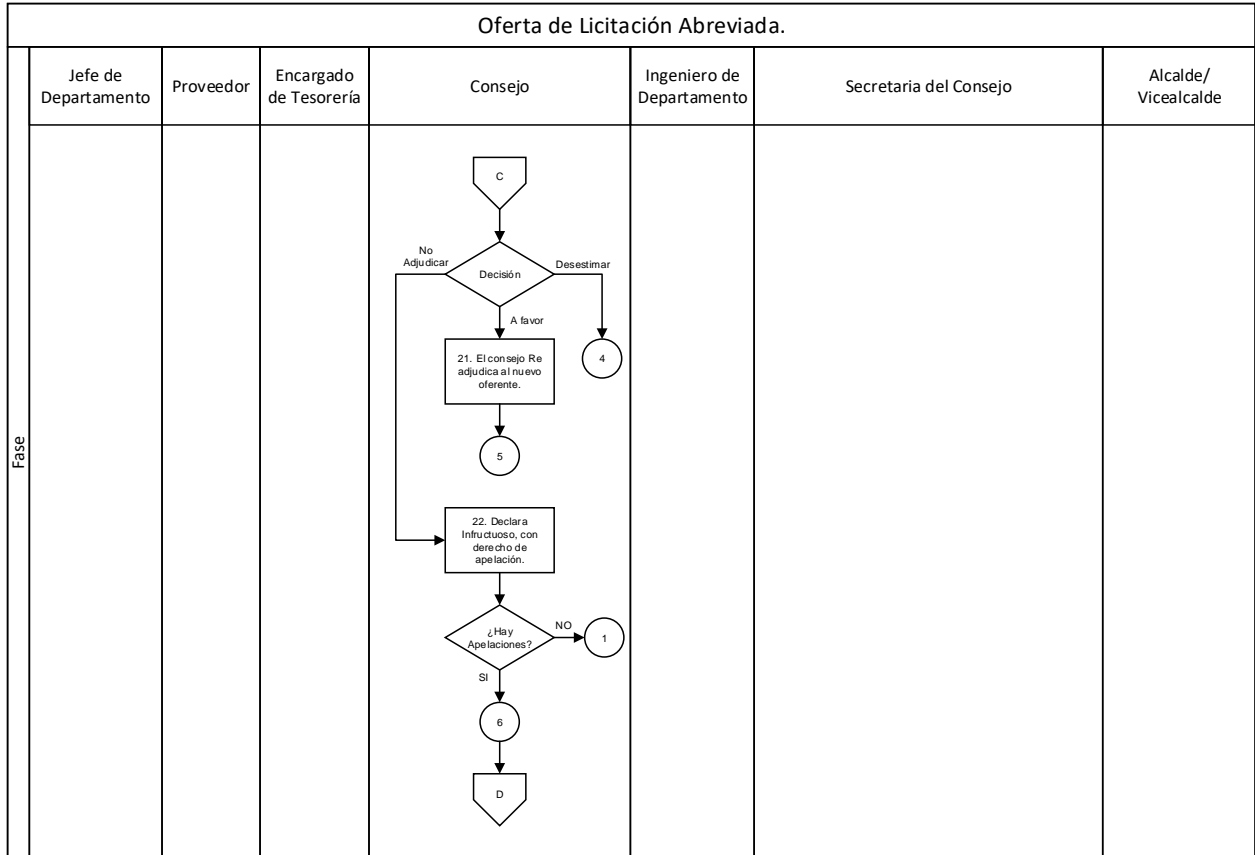 Oferta de Licitación Abreviada.
Jefe de
Departamento
Proveedor
Encargado
de Tesorería
Consejo
Ingeniero de
Departamento
Secretaria del Consejo
Alcalde/
Vicealcalde
Fase
C
No
Adjudicar
Decisión
Desestimar
A favor
21. El consejo Re
adjudica al nuevo
oferente.
4
5
22. Declara
Infructuoso, con
derecho de
apelación.
¿Hay
Apelaciones?
NO
1
SI
6
D